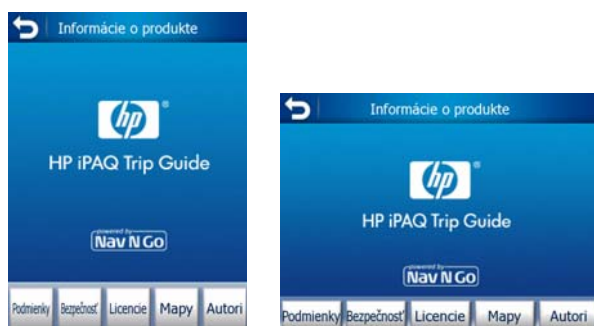 Informácie o produkte
hp
HP iPAQ Trip Guide
powered by
Nav N Go
Podmienky Bezpečnosť Licencie Mapy Autori
Informácie o produkte
hp
HP iPAQ Trip Guide
powered by
Nav N Go
Podmienky Bezpečnosť Licencie Mapy Autori